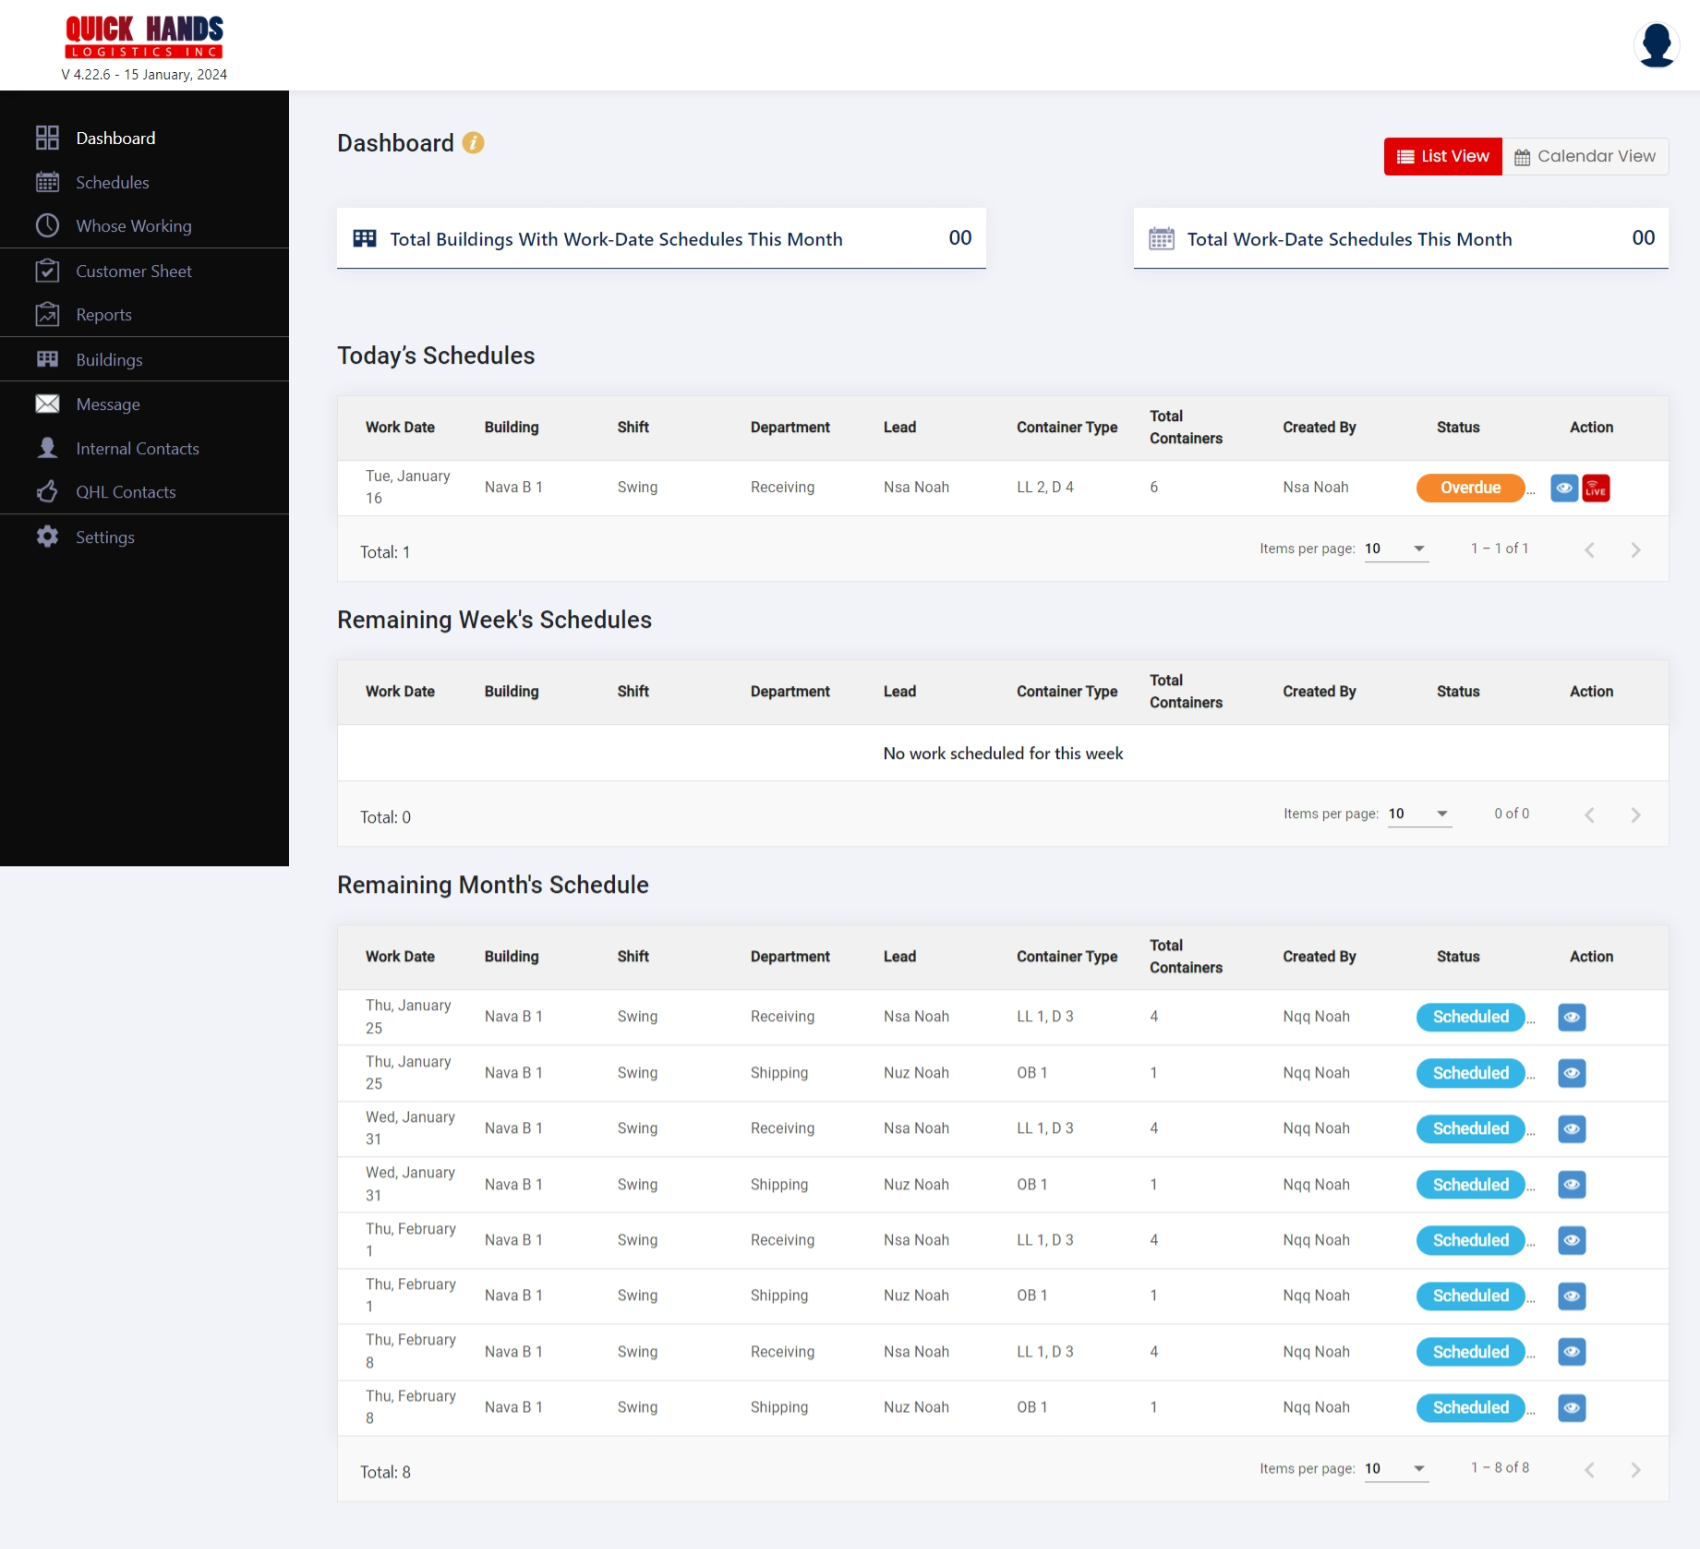 QUICK HANDS
LOGISTICS INC
V 4.22.6 - 15 January, 2024
Dashboard
Schedules
Whose Working
Customer Sheet
Reports
Buildings
Message
Internal Contacts
QHL Contacts
Settings
Dashboard i
List View
Calendar View
Total Buildings With Work-Date Schedules This Month 00
Total Work-Date Schedules This Month 00
Today’s Schedules
Work Date Building Shift Department Lead Container Type Total Containers Created By Status Action
Tue, January 16 Nava B 1 Swing Receiving Nsa Noah LL 2, D 4 6 Nsa Noah Overdue ... LIVE
Total: 1 Items per page: 10 1 – 1 of 1
Remaining Week's Schedules
Work Date Building Shift Department Lead Container Type Total Containers Created By Status Action
No work scheduled for this week
Total: 0 Items per page: 10 0 of 0
Remaining Month's Schedule
Work Date Building Shift Department Lead Container Type Total Containers Created By Status Action
Thu, January 25 Nava B 1 Swing Receiving Nsa Noah LL 1, D 3 4 Nqq Noah Scheduled ...
Thu, January 25 Nava B 1 Swing Shipping Nuz Noah OB 1 1 Nqq Noah Scheduled ...
Wed, January 31 Nava B 1 Swing Receiving Nsa Noah LL 1, D 3 4 Nqq Noah Scheduled ...
Wed, January 31 Nava B 1 Swing Shipping Nuz Noah OB 1 1 Nqq Noah Scheduled ...
Thu, February 1 Nava B 1 Swing Receiving Nsa Noah LL 1, D 3 4 Nqq Noah Scheduled ...
Thu, February 1 Nava B 1 Swing Shipping Nuz Noah OB 1 1 Nqq Noah Scheduled ...
Thu, February 8 Nava B 1 Swing Receiving Nsa Noah LL 1, D 3 4 Nqq Noah Scheduled ...
Thu, February 8 Nava B 1 Swing Shipping Nuz Noah OB 1 1 Nqq Noah Scheduled ...
Total: 8 Items per page: 10 1 – 8 of 8